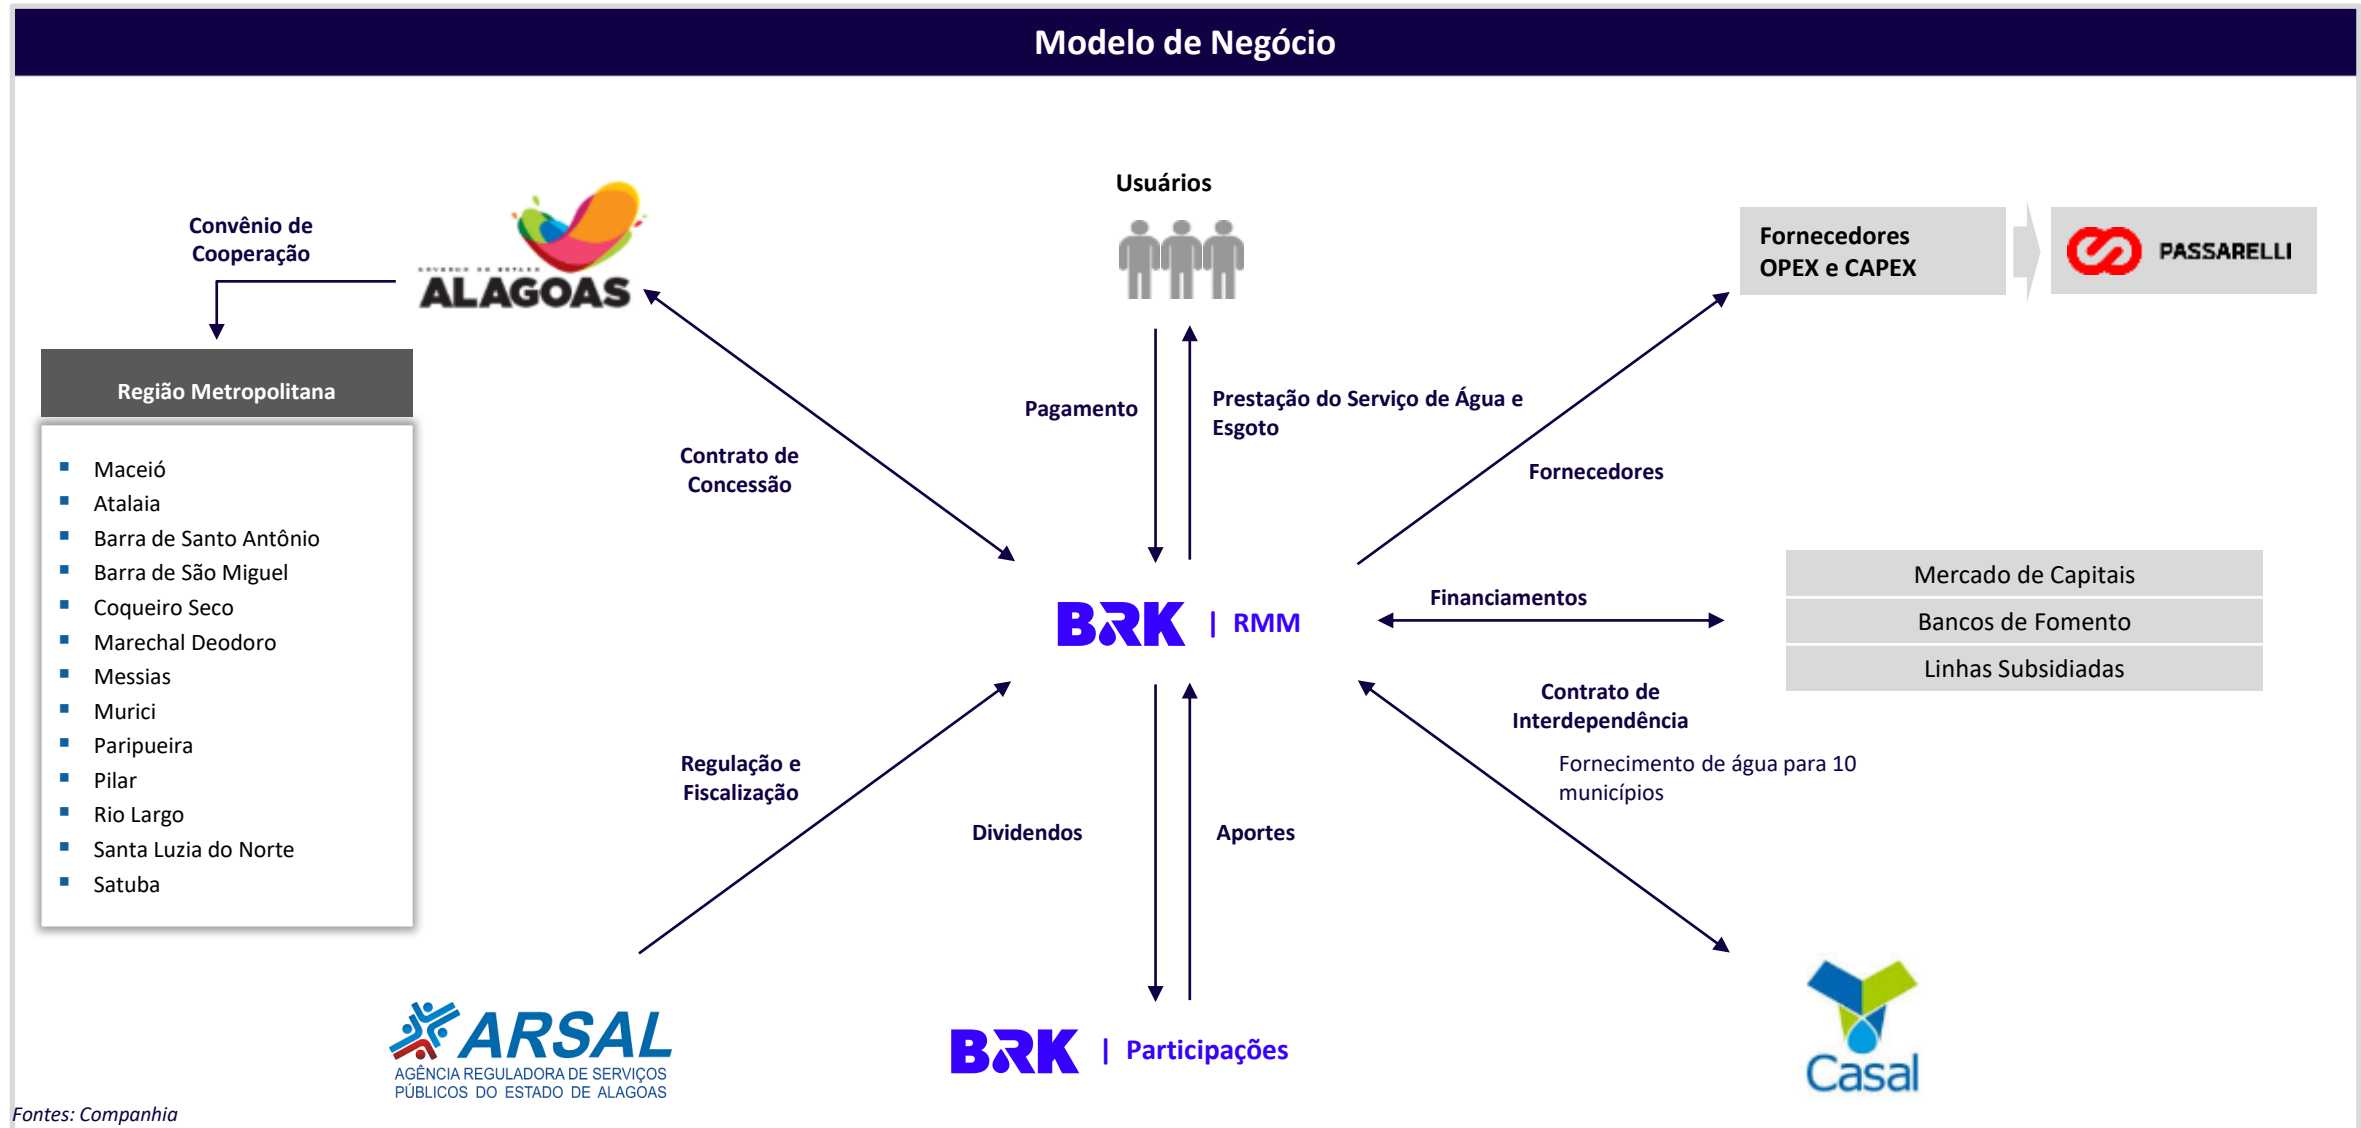 Modelo de Negócio
Convênio de
Cooperação
GOVERNO DO ESTADO
ALAGOAS
Usuários
Fornecedores
OPEX e CAPEX
PASSARELLI
Região Metropolitana
Maceió
Atalaia
Barra de Santo Antônio
Barra de São Miguel
Coqueiro Seco
Marechal Deodoro
Messias
Murici
Paripueira
Pilar
Rio Largo
Santa Luzia do Norte
Satuba
Contrato de
Concessão
Pagamento
Prestação do Serviço de Água e
Esgoto
Fornecedores
BRK | RMM
Financiamentos
Mercado de Capitais
Bancos de Fomento
Linhas Subsidiadas
Regulação e
Fiscalização
Dividendos
Aportes
Contrato de
Interdependência
Fornecimento de água para 10
municípios
ARSAL
AGÊNCIA REGULADORA DE SERVIÇOS
PÚBLICOS DO ESTADO DE ALAGOAS
BRK | Participações
Casal
Fontes: Companhia